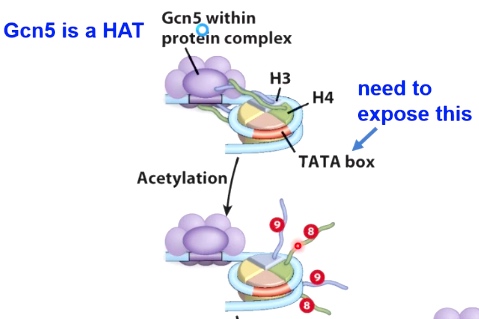 Gcn5 is a HAT
Gcn5 within
protein complex
H3
H4
need to
expose this
TATA box
Acetylation
9
8
9
8